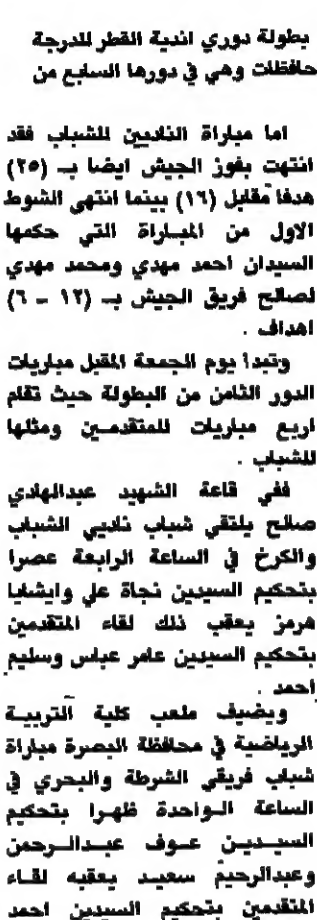 بطولة دوري اندية القطر للدرجة
حافظات وهي في دورها السابع من
اما مباراة الناديين للشباب فقد
انتهت بفوز الجيش ايضا بـ (٢٥)
هدفا مقابل (١٦) بينما انتهى الشوط
الاول من المباراة التي حكمها
السيدان احمد مهدي ومحمد مهدي
لصالح فريق الجيش بـ (١٢ - ٦)
اهداف .
وتبدأ يوم الجمعة المقبل مباريات
الدور الثامن من البطولة حيث تقام
اربع مباريات للمتقدمين ومثلها
للشباب .
ففي قاعة الشهيد عبدالهادي
صالح يلتقي شباب ناديي الشباب
والكرخ في الساعة الرابعة عصرا
بتحكيم السيدين نجاة علي وايشايا
هرمز يعقب ذلك لقاء المتقدمين
بتحكيم السيدين عامر عباس وسليم
احمد .
ويضيف ملعب كلية التربية
الرياضية في محافظة البصرة مباراة
شباب فريقي الشرطة والبحري في
الساعة الواحدة ظهرا بتحكيم
السيدين عوف عبدالرحمن
وعبدالرحيم سعيد يعقبه لقاء
المتقدمين بتحكيم السيدين احمد